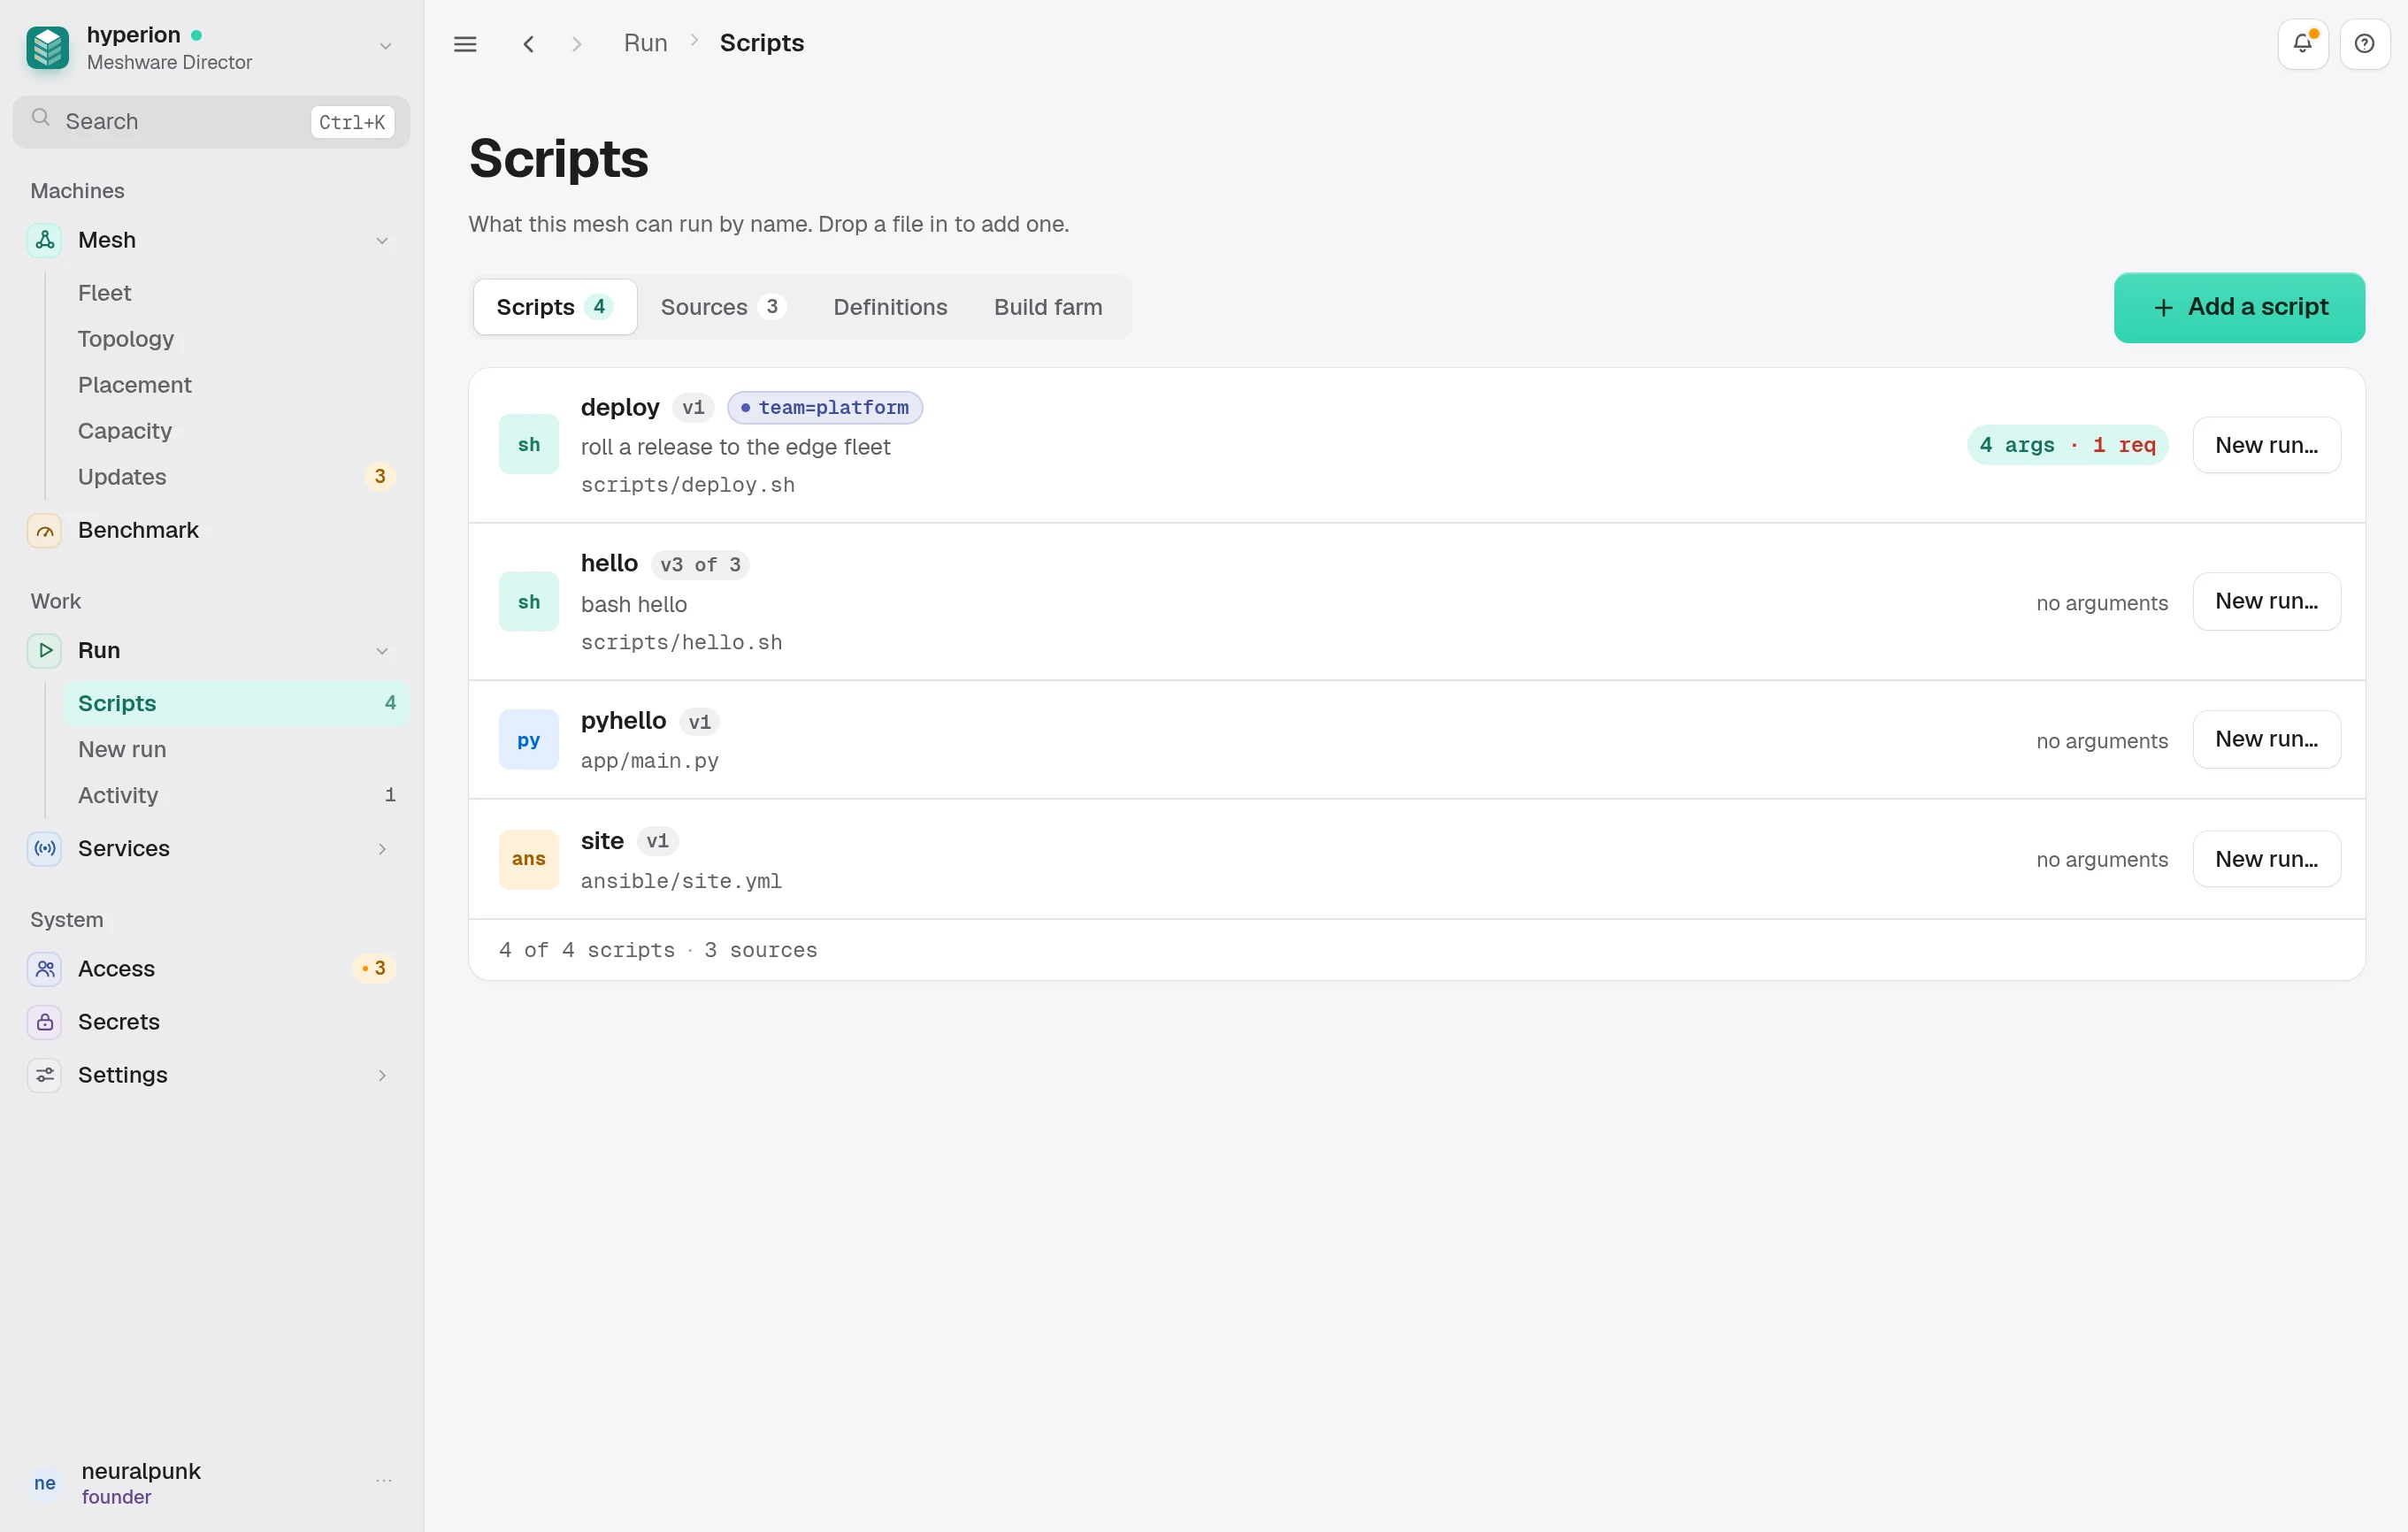 hyperion
Meshware Director
Search Ctrl+K
Machines
Mesh
Fleet
Topology
Placement
Capacity
Updates 3
Benchmark
Work
Run
Scripts 4
New run
Activity 1
Services
System
Access 3
Secrets
Settings
ne neuralpunk
founder
Run Scripts
Scripts
What this mesh can run by name. Drop a file in to add one.
Scripts 4 Sources 3 Definitions Build farm
+ Add a script
sh deploy v1 team=platform
roll a release to the edge fleet
scripts/deploy.sh
4 args · 1 req New run…
sh hello v3 of 3
bash hello
scripts/hello.sh
no arguments New run…
py pyhello v1
app/main.py
no arguments New run…
ans site v1
ansible/site.yml
no arguments New run…
4 of 4 scripts · 3 sources